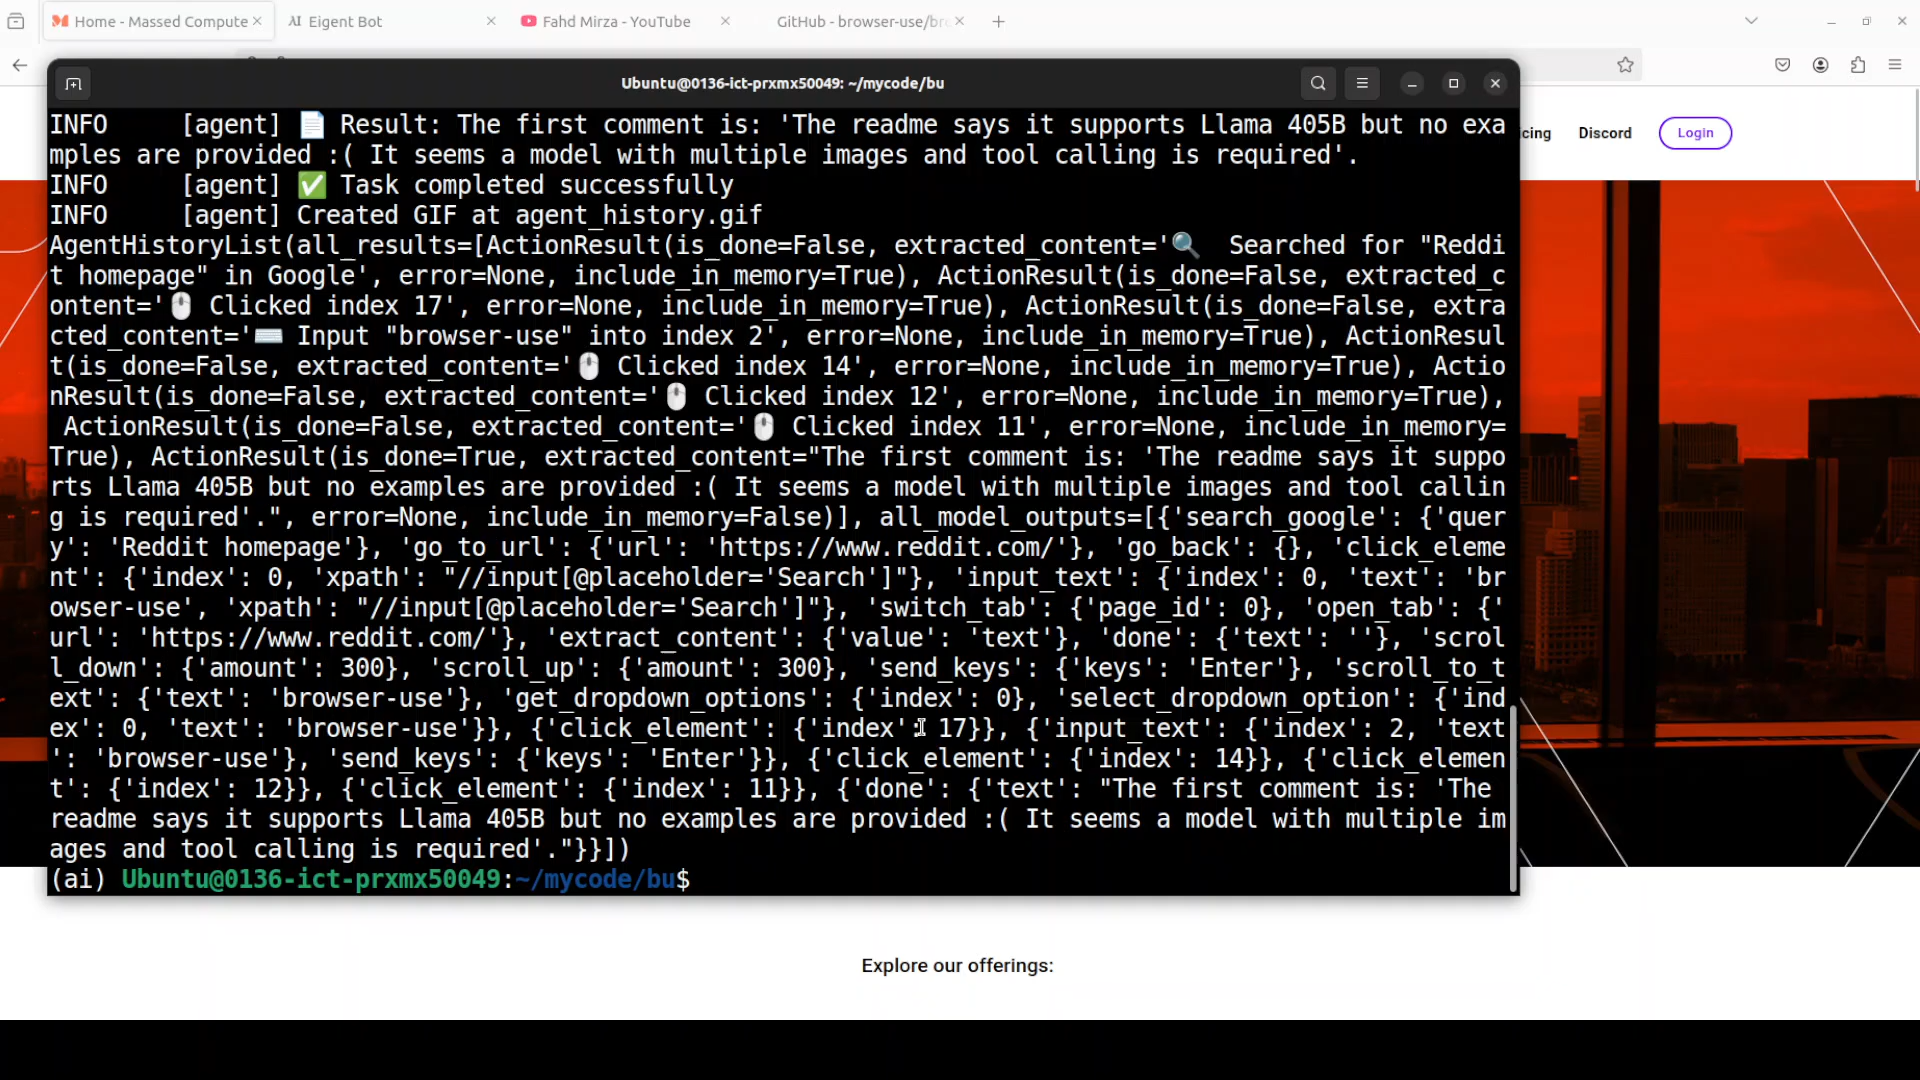 Home - Massed Compute
Eigent Bot
Fahd Mirza - YouTube
GitHub - browser-use/bro
Ubuntu@0136-ict-prxmx50049: ~/mycode/bu
Discord
Login
INFO     [agent] 📄 Result: The first comment is: 'The readme says it supports Llama 405B but no exa
mples are provided :( It seems a model with multiple images and tool calling is required'.
INFO     [agent] ✅ Task completed successfully
INFO     [agent] Created GIF at agent_history.gif
AgentHistoryList(all_results=[ActionResult(is_done=False, extracted_content='🔍  Searched for "Reddi
t homepage" in Google', error=None, include_in_memory=True), ActionResult(is_done=False, extracted_c
ontent='🖱️ Clicked index 17', error=None, include_in_memory=True), ActionResult(is_done=False, extra
cted_content='⌨️ Input "browser-use" into index 2', error=None, include_in_memory=True), ActionResul
t(is_done=False, extracted_content='🖱️ Clicked index 14', error=None, include_in_memory=True), Actio
nResult(is_done=False, extracted_content='🖱️ Clicked index 12', error=None, include_in_memory=True),
ActionResult(is_done=False, extracted_content='🖱️ Clicked index 11', error=None, include_in_memory=
True), ActionResult(is_done=True, extracted_content="The first comment is: 'The readme says it suppo
rts Llama 405B but no examples are provided :( It seems a model with multiple images and tool callin
g is required'.", error=None, include_in_memory=False)], all_model_outputs=[{'search_google': {'quer
y': 'Reddit homepage'}, 'go_to_url': {'url': 'https://www.reddit.com/'}, 'go_back': {}, 'click_eleme
nt': {'index': 0, 'xpath': "//input[@placeholder='Search']"}, 'input_text': {'index': 0, 'text': 'br
owser-use', 'xpath': "//input[@placeholder='Search']"}, 'switch_tab': {'page_id': 0}, 'open_tab': {'
url': 'https://www.reddit.com/'}, 'extract_content': {'value': 'text'}, 'done': {'text': ''}, 'scrol
l_down': {'amount': 300}, 'scroll_up': {'amount': 300}, 'send_keys': {'keys': 'Enter'}, 'scroll_to_t
ext': {'text': 'browser-use'}, 'get_dropdown_options': {'index': 0}, 'select_dropdown_option': {'ind
ex': 0, 'text': 'browser-use'}}, {'click_element': {'index': 17}}, {'input_text': {'index': 2, 'text
': 'browser-use'}, 'send_keys': {'keys': 'Enter'}}, {'click_element': {'index': 14}}, {'click_elemen
t': {'index': 12}}, {'click_element': {'index': 11}}, {'done': {'text': "The first comment is: 'The
readme says it supports Llama 405B but no examples are provided :( It seems a model with multiple im
ages and tool calling is required'."}}])
(ai) Ubuntu@0136-ict-prxmx50049:~/mycode/bu$
Explore our offerings: